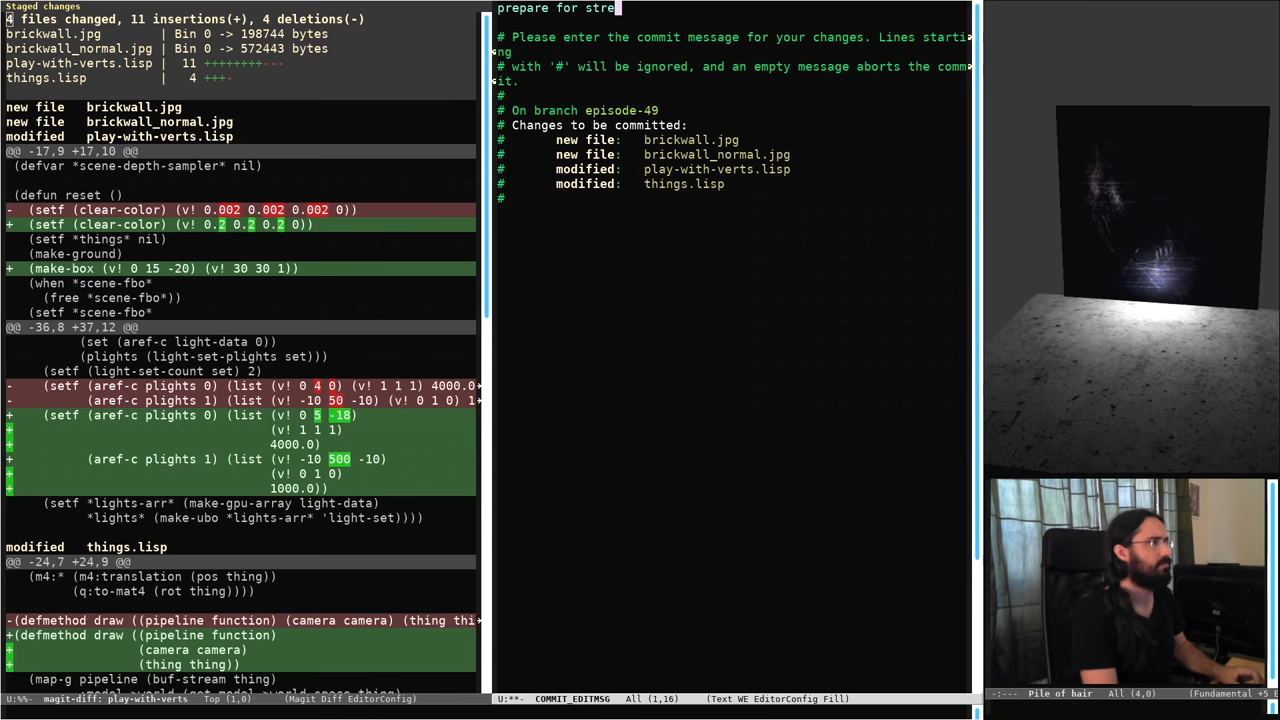 Staged changes
4 files changed, 11 insertions(+), 4 deletions(-)
brickwall.jpg        | Bin 0 -> 198744 bytes
brickwall_normal.jpg | Bin 0 -> 572443 bytes
play-with-verts.lisp |  11 ++++++++---
things.lisp          |   4 +++-
new file   brickwall.jpg
new file   brickwall_normal.jpg
modified   play-with-verts.lisp
@@ -17,9 +17,10 @@
 (defvar *scene-depth-sampler* nil)
 (defun reset ()
-  (setf (clear-color) (v! 0.002 0.002 0.002 0))
+  (setf (clear-color) (v! 0.2 0.2 0.2 0))
   (setf *things* nil)
   (make-ground)
+  (make-box (v! 0 15 -20) (v! 30 30 1))
   (when *scene-fbo*
     (free *scene-fbo*))
   (setf *scene-fbo*
@@ -36,8 +37,12 @@
          (set (aref-c light-data 0))
          (plights (light-set-plights set)))
     (setf (light-set-count set) 2)
-    (setf (aref-c plights 0) (list (v! 0 4 0) (v! 1 1 1) 4000.0
-          (aref-c plights 1) (list (v! -10 50 -10) (v! 0 1 0) 1
+    (setf (aref-c plights 0) (list (v! 0 5 -18)
+                                   (v! 1 1 1)
+                                   4000.0)
+          (aref-c plights 1) (list (v! -10 500 -10)
+                                   (v! 0 1 0)
+                                   1000.0))
     (setf *lights-arr* (make-gpu-array light-data)
           *lights* (make-ubo *lights-arr* 'light-set))))
modified   things.lisp
@@ -24,7 +24,9 @@
   (m4:* (m4:translation (pos thing))
         (q:to-mat4 (rot thing))))
-(defmethod draw ((pipeline function) (camera camera) (thing thi
+(defmethod draw ((pipeline function)
+                 (camera camera)
+                 (thing thing))
   (map-g pipeline (buf-stream thing)
          :model->world (get-model->world-space thing)
U:%%-  magit-diff: play-with-verts   Top (1,0)      (Magit Diff EditorConfig)
prepare for stre
# Please enter the commit message for your changes. Lines starti
ng
# with '#' will be ignored, and an empty message aborts the comm
it.
#
# On branch episode-49
# Changes to be committed:
#       new file:   brickwall.jpg
#       new file:   brickwall_normal.jpg
#       modified:   play-with-verts.lisp
#       modified:   things.lisp
#
U:**-  COMMIT_EDITMSG   All (1,16)    (Text WE EditorConfig Fill)
-:---  Pile of hair   All (4,0)     (Fundamental +5 E